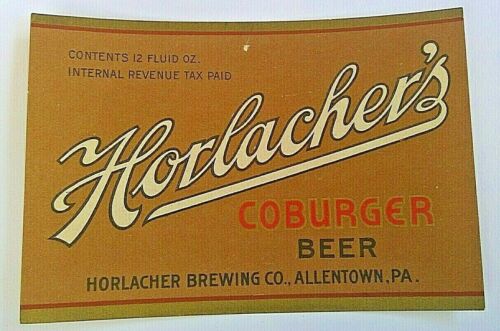 CONTENTS 12 FLUID OZ.
INTERNAL REVENUE TAX PAID
Horlacher's
COBURGER
BEER
HORLACHER BREWING CO., ALLENTOWN, PA.